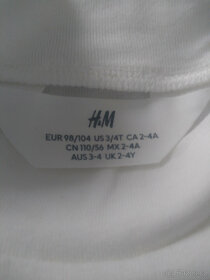 H&M
EUR 98/104 US 3/4T CA 2-4A
CN 110/56 MX 2-4A
AUS 3-4 UK 2-4Y